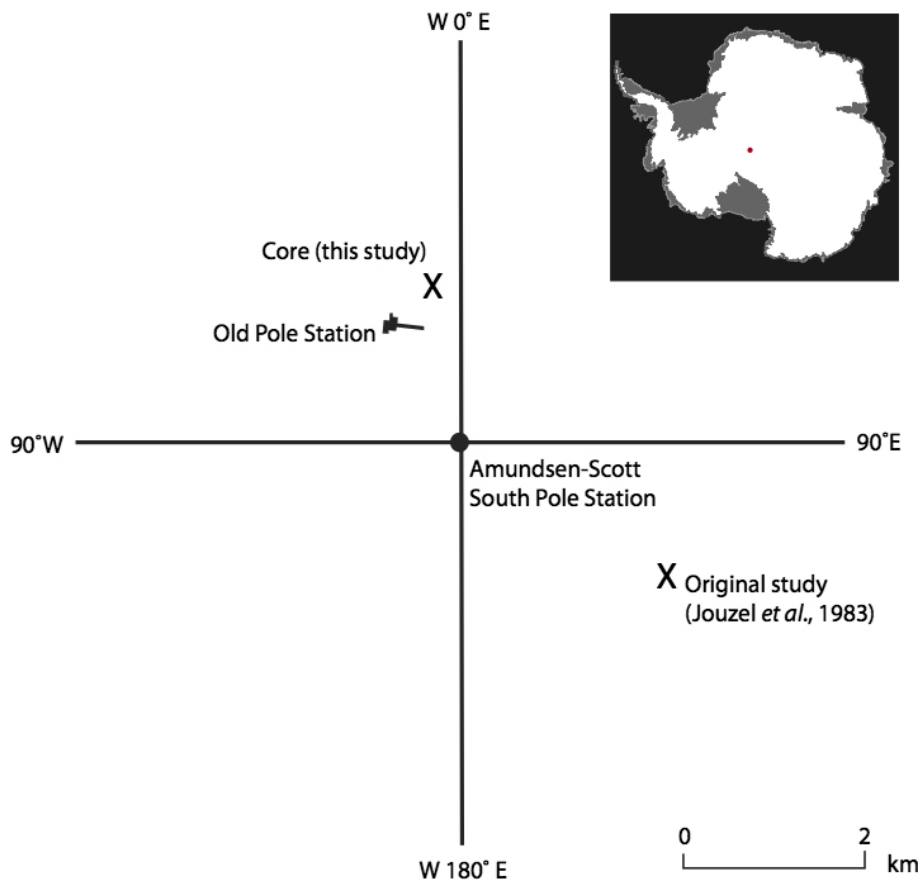 W 0˚ E
Core (this study)
X
Old Pole Station
90˚W
90˚E
Amundsen-Scott
South Pole Station
X
Original study
(Jouzel et al., 1983)
0
2
km
W 180˚ E